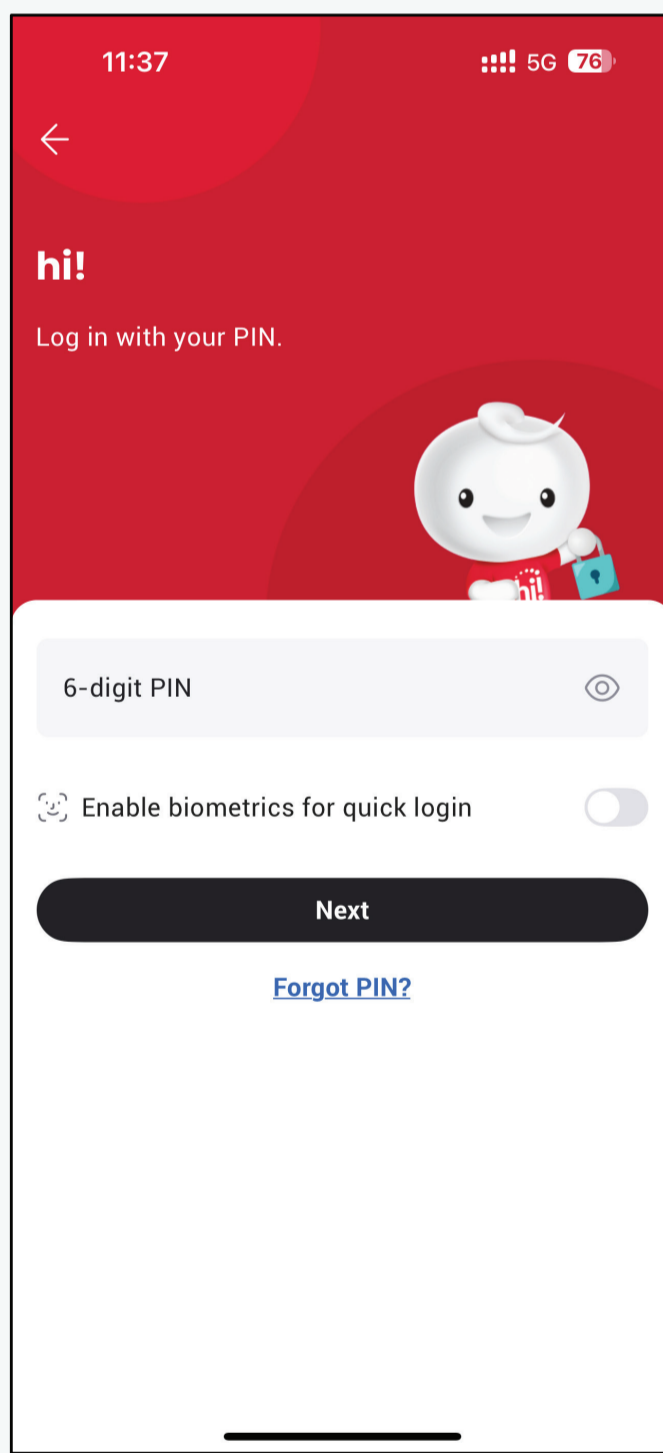 11:37
5G 76
hi!
Log in with your PIN.
hi!
6-digit PIN
Enable biometrics for quick login
Next
Forgot PIN?